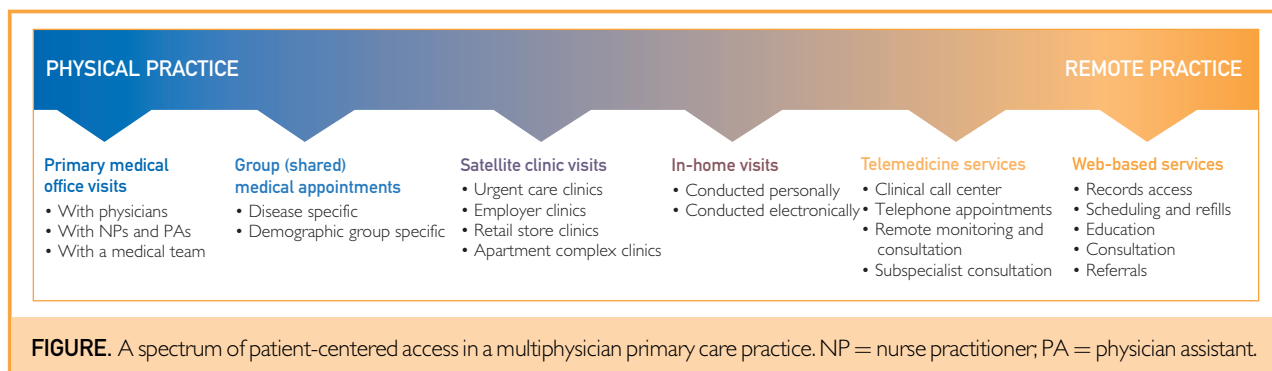 PHYSICAL PRACTICE
REMOTE PRACTICE
Primary medical
office visits
• With physicians
• With NPs and PAs
• With a medical team
Group (shared)
medical appointments
• Disease specific
• Demographic group specific
Satellite clinic visits
• Urgent care clinics
• Employer clinics
• Retail store clinics
• Apartment complex clinics
In-home visits
• Conducted personally
• Conducted electronically
Telemedicine services
• Clinical call center
• Telephone appointments
• Remote monitoring and
consultation
• Subspecialist consultation
Web-based services
• Records access
• Scheduling and refills
• Education
• Consultation
• Referrals
FIGURE. A spectrum of patient-centered access in a multiphysician primary care practice. NP = nurse practitioner; PA = physician assistant.